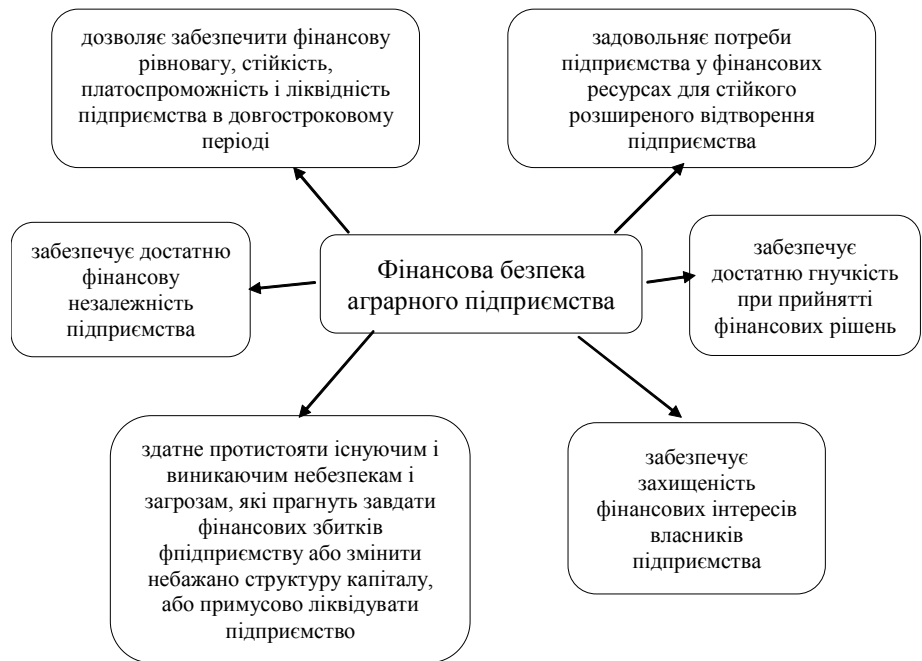 дозволяє забезпечити фінансову
рівновагу, стійкість,
платоспроможність і ліквідність
підприємства в довгостроковому
періоді
задовольняє потреби
підприємства у фінансових
ресурсах для стійкого
розширеного відтворення
підприємства
забезпечує достатню
фінансову
незалежність
підприємства
Фінансова безпека
аграрного підприємства
забезпечує
достатню гнучкість
при прийнятті
фінансових рішень
здатне протистояти існуючим і
виникаючим небезпекам і
загрозам, які прагнуть завдати
фінансових збитків
фпідприємству або змінити
небажано структуру капіталу,
або примусово ліквідувати
підприємство
забезпечує
захищеність
фінансових інтересів
власників
підприємства